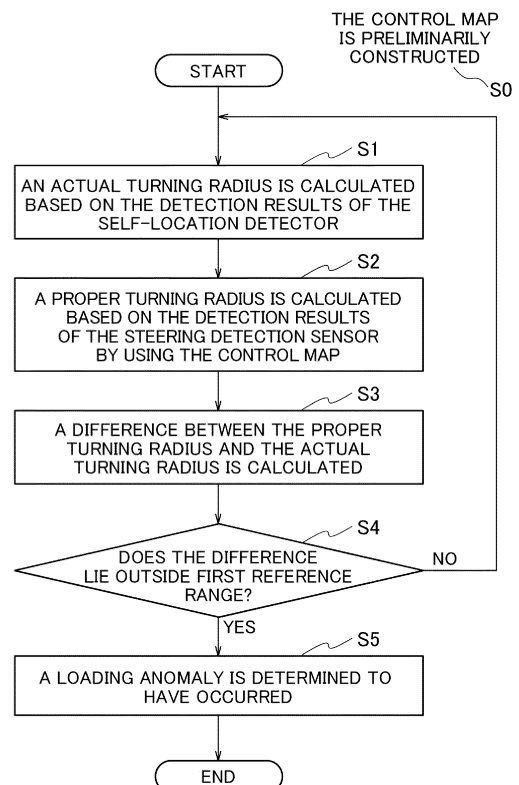 THE CONTROL MAP
IS PRELIMINARILY
CONSTRUCTED
S0
START
S1
AN ACTUAL TURNING RADIUS IS CALCULATED
BASED ON THE DETECTION RESULTS OF THE
SELF-LOCATION DETECTOR
S2
A PROPER TURNING RADIUS IS CALCULATED
BASED ON THE DETECTION RESULTS
OF THE STEERING DETECTION SENSOR
BY USING THE CONTROL MAP
S3
A DIFFERENCE BETWEEN THE PROPER
TURNING RADIUS AND THE ACTUAL
TURNING RADIUS IS CALCULATED
S4
DOES THE DIFFERENCE
LIE OUTSIDE FIRST REFERENCE
RANGE?
NO
YES
S5
A LOADING ANOMALY IS DETERMINED TO
HAVE OCCURRED
END